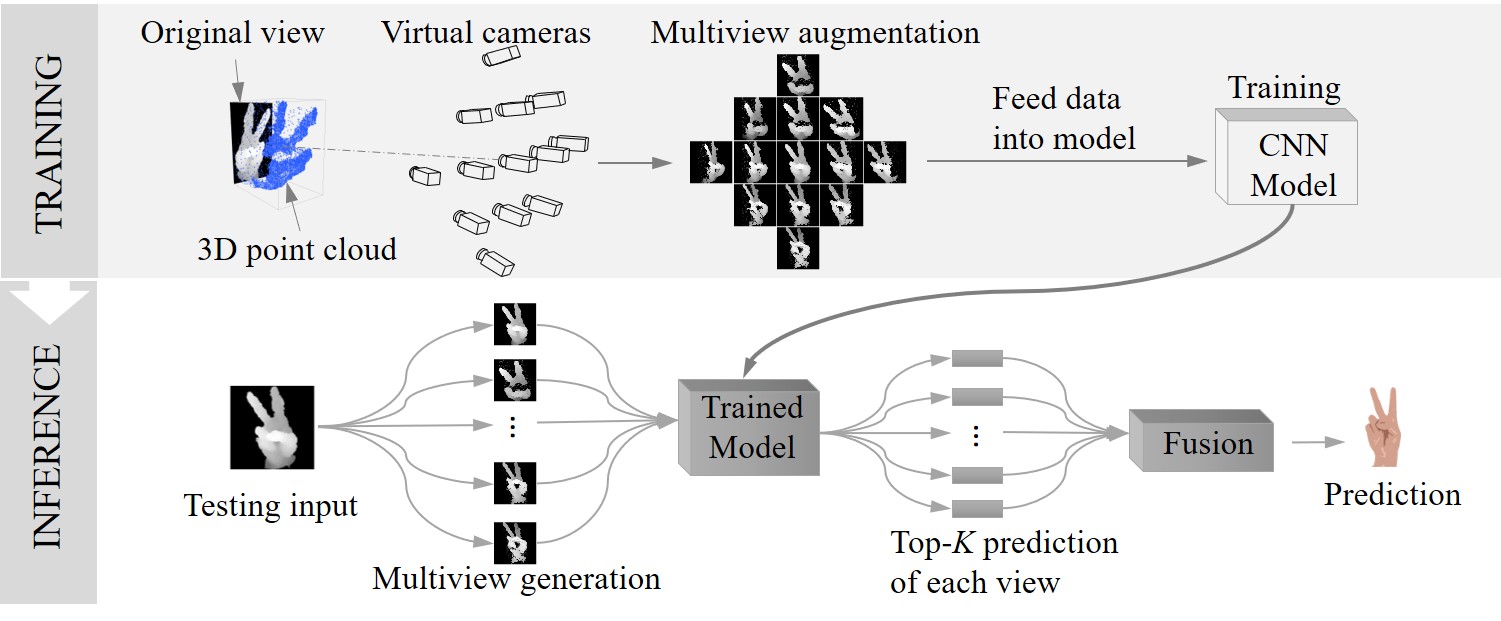 TRAINING
Original view
Virtual cameras
Multiview augmentation
3D point cloud
Feed data
into model
Training
CNN
Model
INFERENCE
Testing input
Multiview generation
Trained
Model
Top-K prediction
of each view
Fusion
Prediction